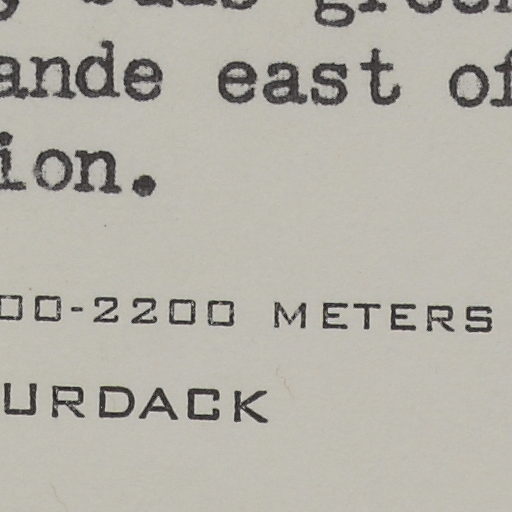 ande east of
ion.
00-2200 METERS
URDACK